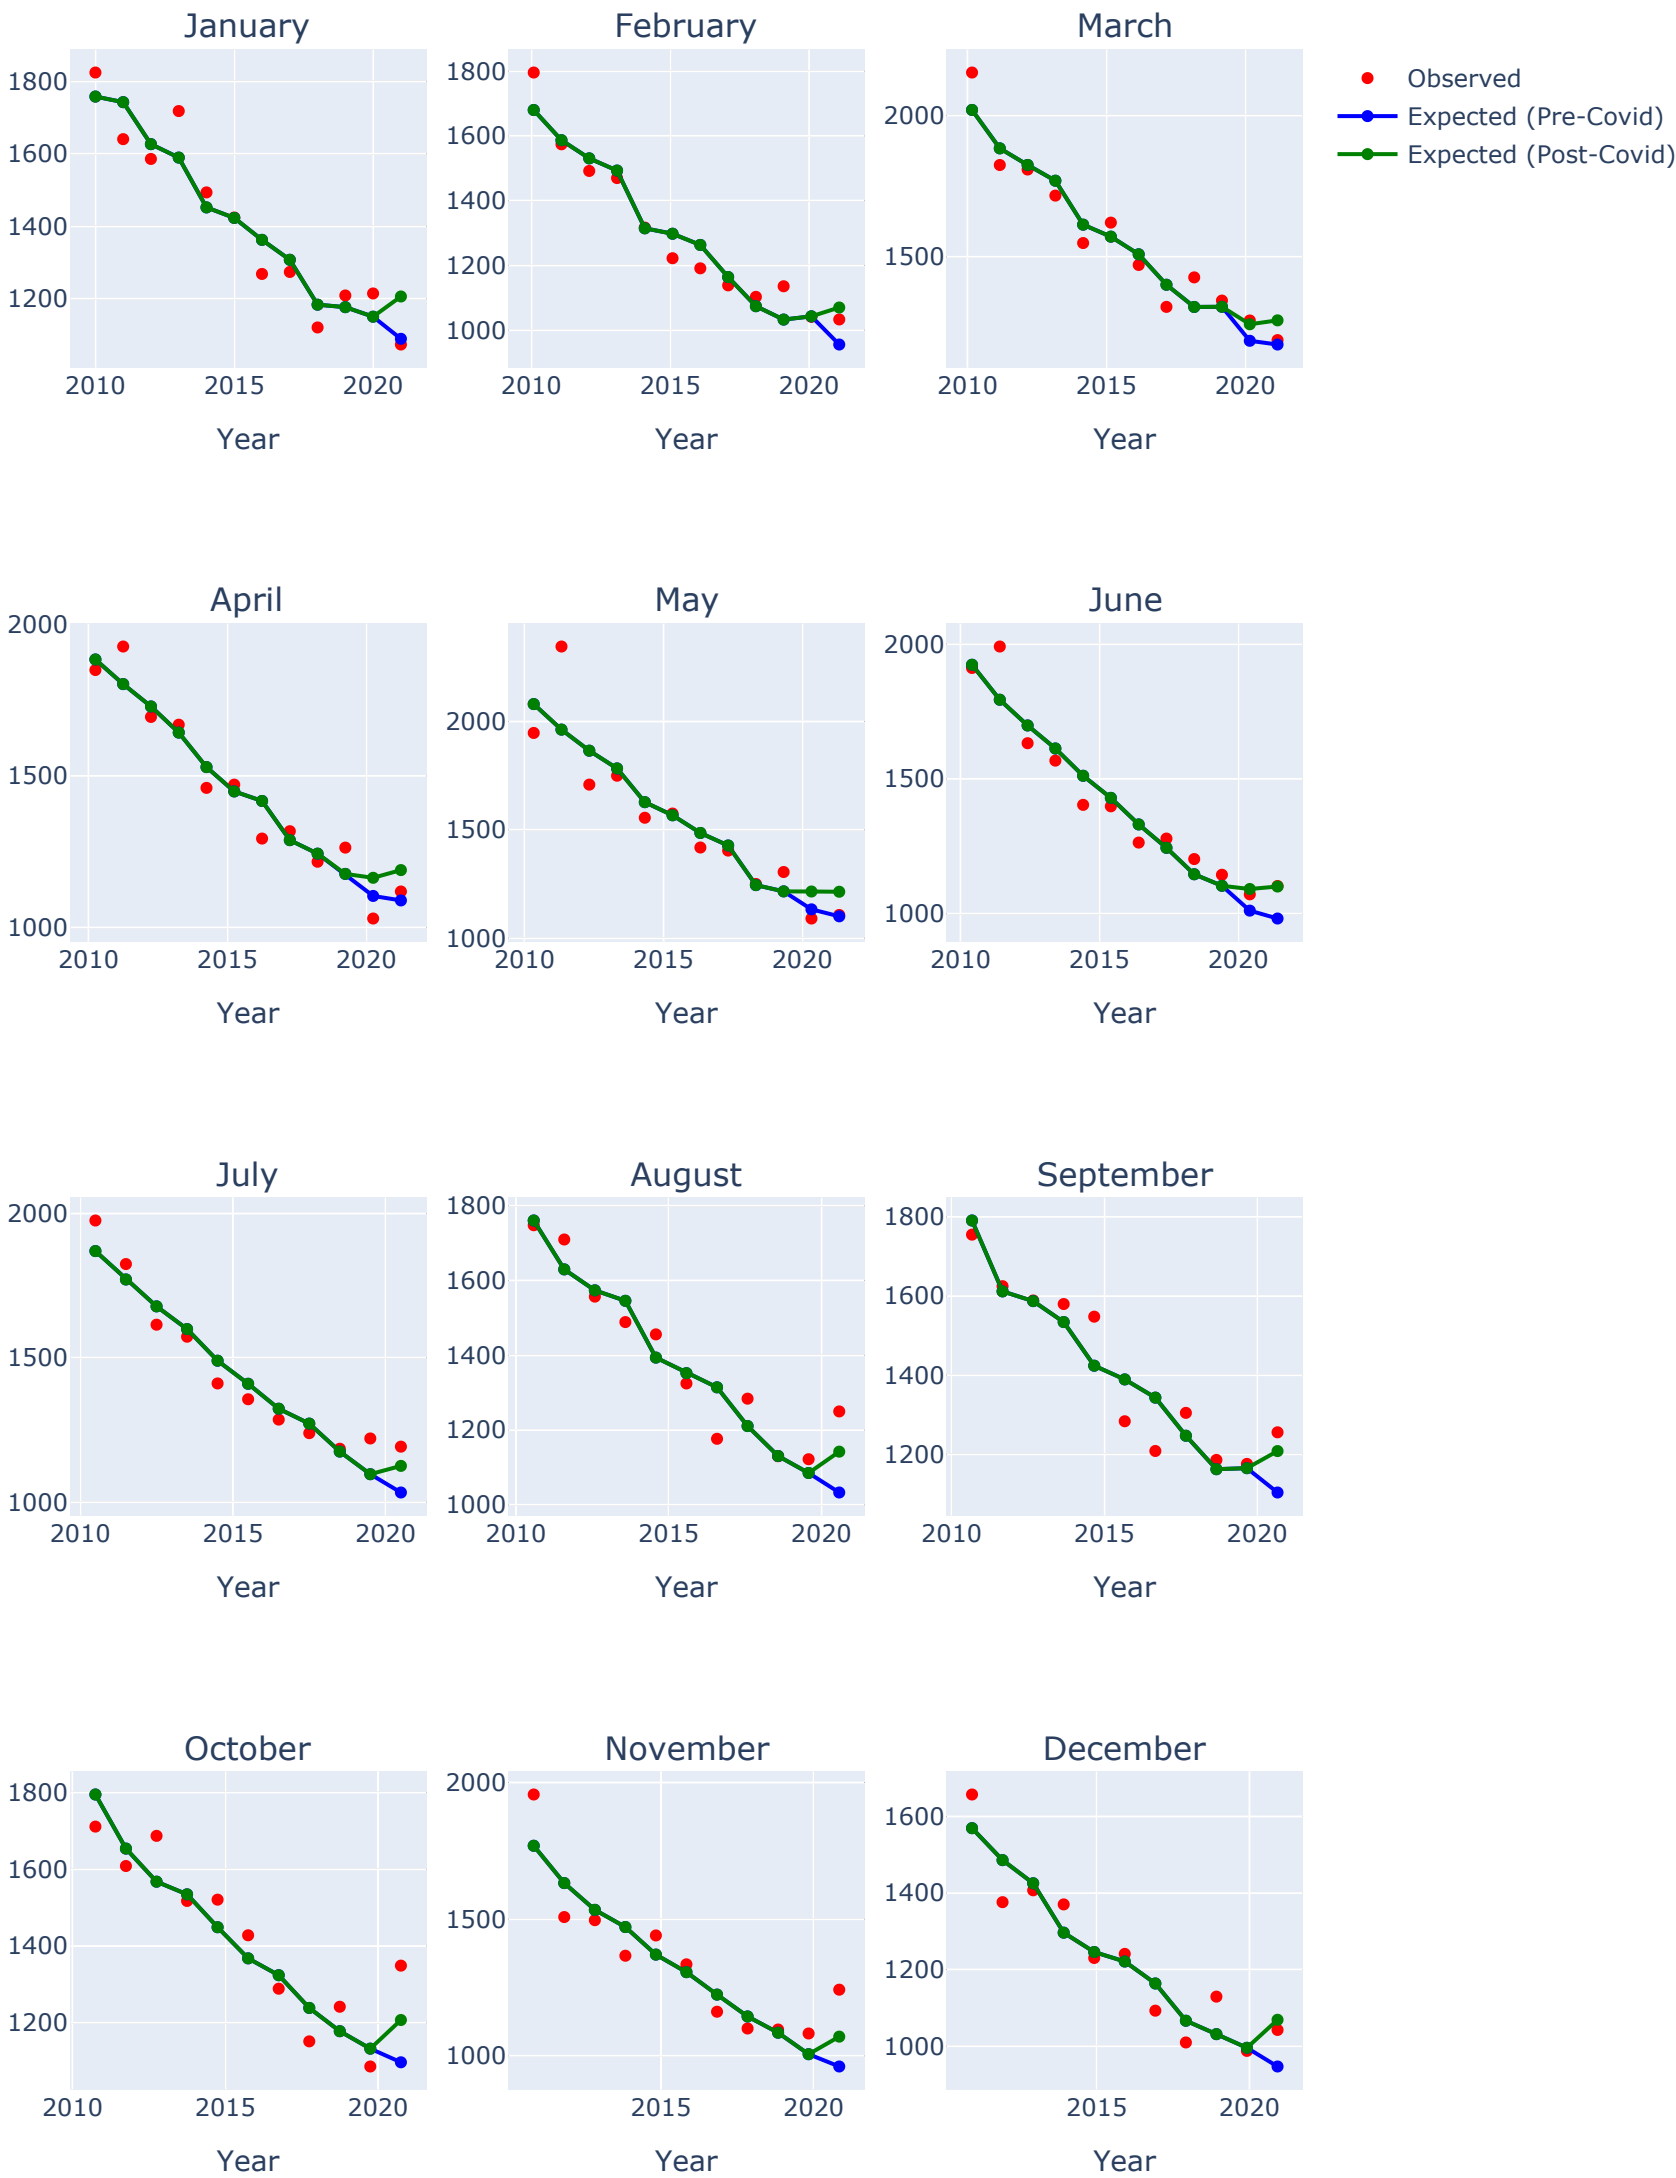 January
February
March
Observed
Expected (Pre-Covid)
Expected (Post-Covid)
1800
1600
1400
1200
2010
2015
2020
Year
1800
1600
1400
1200
1000
2010
2015
2020
Year
2000
1500
2010
2015
2020
Year
April
May
June
2000
1500
1000
2010
2015
2020
Year
2000
1500
1000
2010
2015
2020
Year
2000
1500
1000
2010
2015
2020
Year
July
August
September
2000
1500
1000
2010
2015
2020
Year
1800
1600
1400
1200
1000
2010
2015
2020
Year
1800
1600
1400
1200
2010
2015
2020
Year
October
November
December
1800
1600
1400
1200
2010
2015
2020
Year
2000
1500
1000
2015
2020
Year
1600
1400
1200
1000
2015
2020
Year